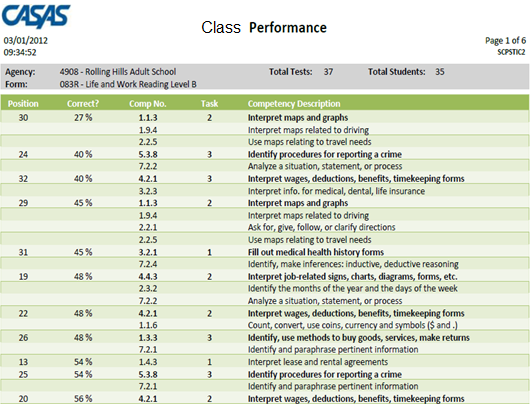 CASAS
Class Performance
03/01/2012
09:34:52
Page 1 of 6
SCPSTIC2
Agency: 4908 - Rolling Hills Adult School Total Tests: 37 Total Students: 35
Form: 083R - Life and Work Reading Level B
Position Correct? Comp No. Task Competency Description
30 27 % 1.1.3 2 Interpret maps and graphs
1.9.4 Interpret maps related to driving
2.2.5 Use maps relating to travel needs
24 40 % 5.3.8 3 Identify procedures for reporting a crime
7.2.2 Analyze a situation, statement, or process
32 40 % 4.2.1 3 Interpret wages, deductions, benefits, timekeeping forms
3.2.3 Interpret info. for medical, dental, life insurance
29 45 % 1.1.3 2 Interpret maps and graphs
1.9.4 Interpret maps related to driving
2.2.1 Ask for, give, follow, or clarify directions
2.2.5 Use maps relating to travel needs
31 45 % 3.2.1 1 Fill out medical health history forms
7.2.4 Identify, make inferences: inductive, deductive reasoning
19 48 % 4.4.3 2 Interpret job-related signs, charts, diagrams, forms, etc.
2.3.2 Identify the months of the year and the days of the week
7.2.2 Analyze a situation, statement, or process
22 48 % 4.2.1 2 Interpret wages, deductions, benefits, timekeeping forms
1.1.6 Count, convert, use coins, currency and symbols ($ and .)
26 48 % 1.3.3 3 Identify, use methods to buy goods, services, make returns
7.2.1 Identify and paraphrase pertinent information
13 54 % 1.4.3 1 Interpret lease and rental agreements
25 54 % 5.3.8 3 Identify procedures for reporting a crime
7.2.1 Identify and paraphrase pertinent information
20 56 % 4.2.1 2 Interpret wages, deductions, benefits, timekeeping forms